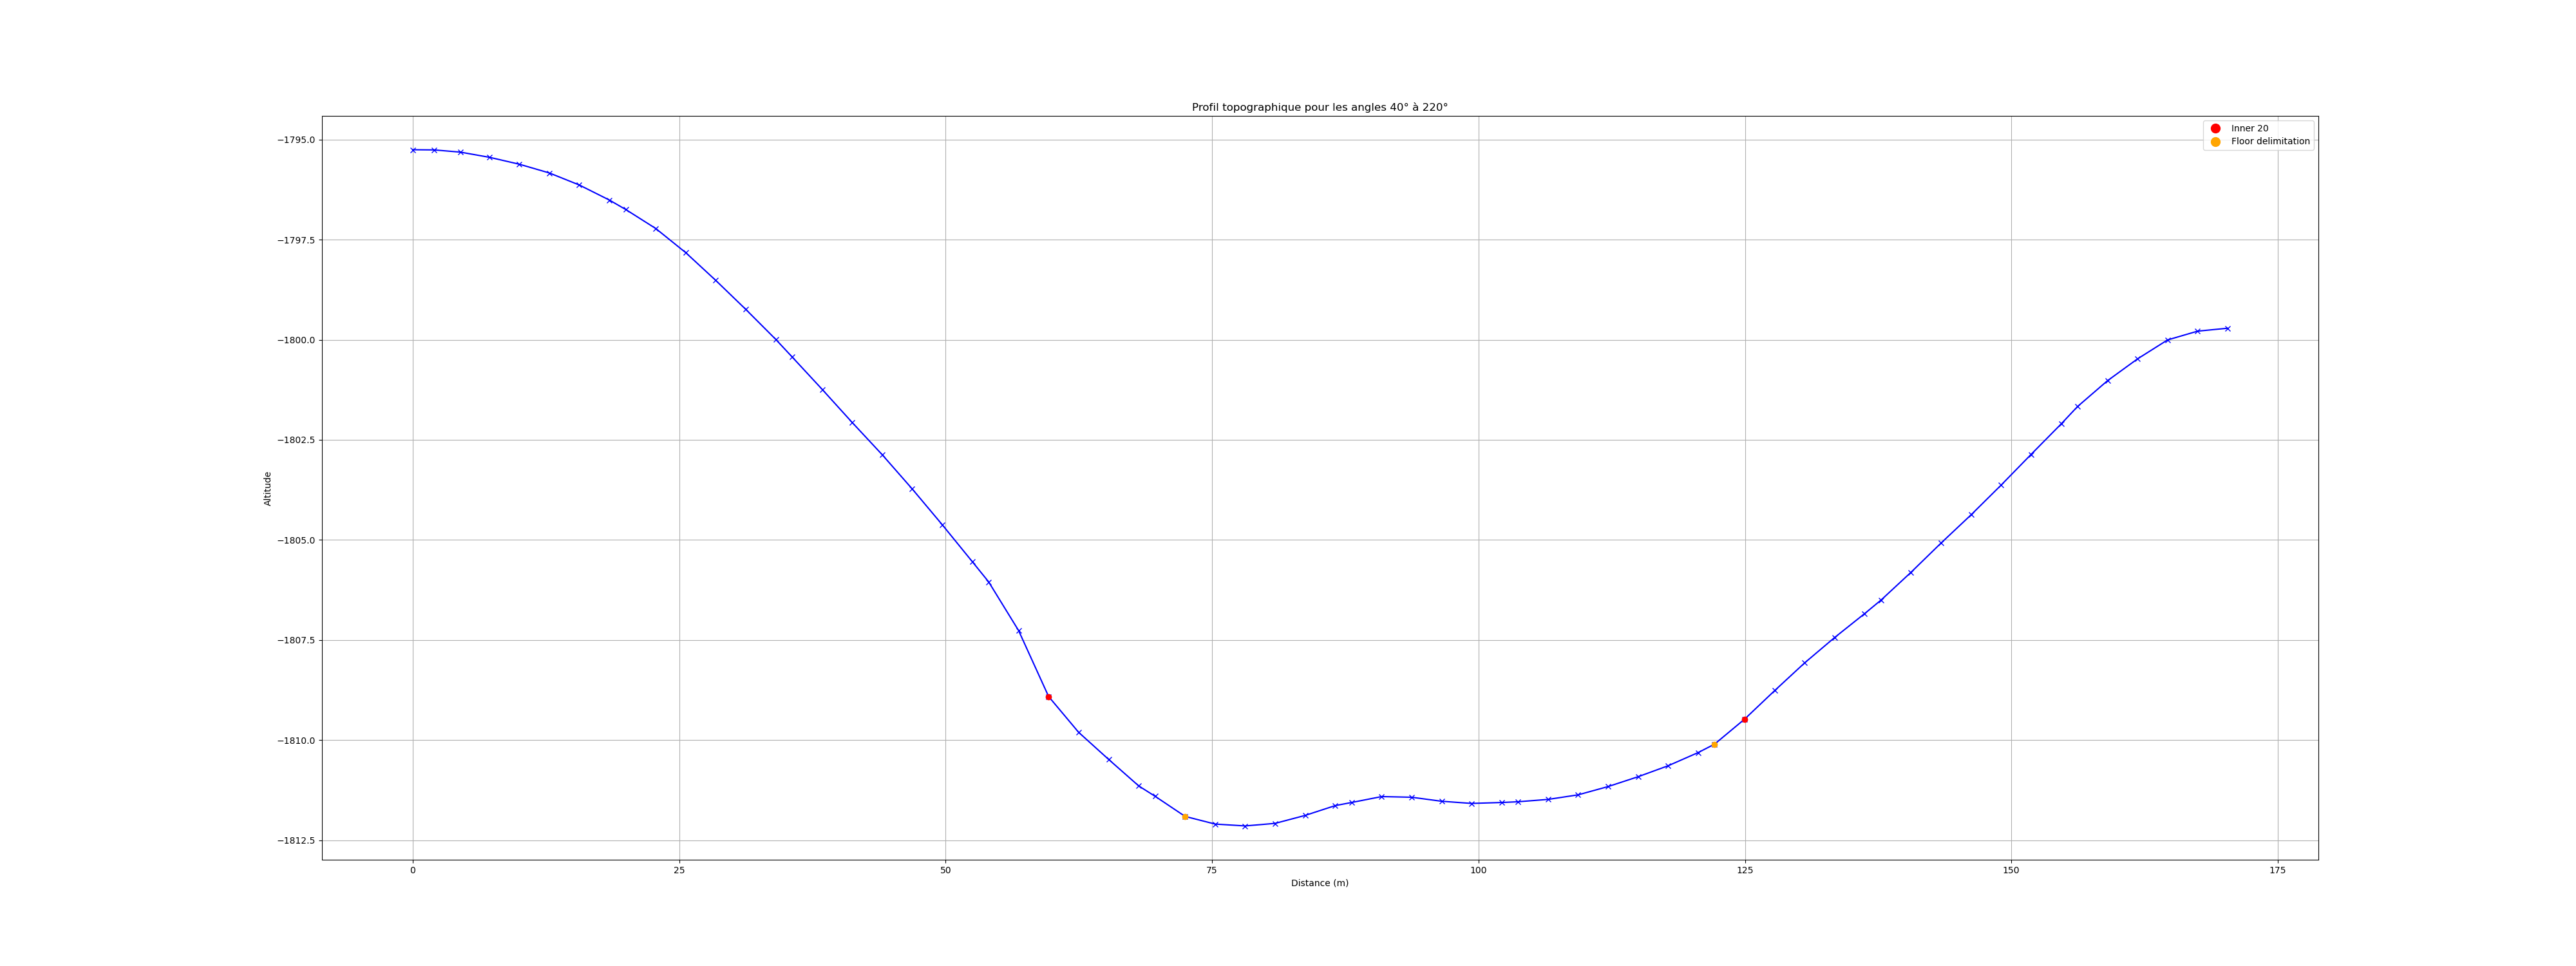 Profil topographique pour les angles 40° à 220°
Inner 20
Floor delimitation
−1795.0
−1797.5
−1800.0
−1802.5
−1805.0
−1807.5
−1810.0
−1812.5
Altitude
0 25 50 75 100 125 150 175
Distance (m)